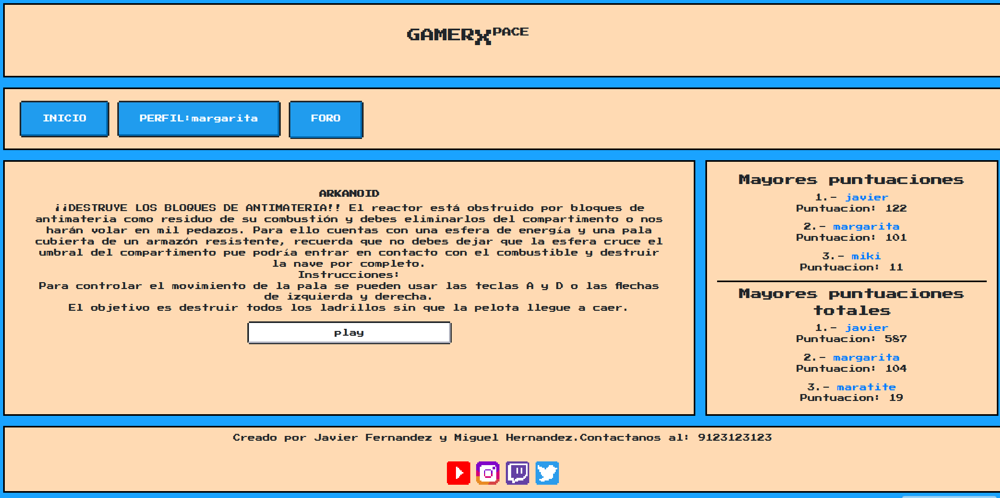 GAMERXPACE
INICIO
PERFIL:margarita
FORO
ARKANOID
¡¡DESTRUYE LOS BLOQUES DE ANTIMATERIA!! El reactor está obstruido por bloques de
antimateria como residuo de su combustión y debes eliminarlos del compartimento o nos
harán volar en mil pedazos. Para ello cuentas con una esfera de energía y una pala
cubierta de un armazón resistente, recuerda que no debes dejar que la esfera cruce el
umbral del compartimento pue podría entrar en contacto con el combustible y destruir
la nave por completo.
Instrucciones:
Para controlar el movimiento de la pala se pueden usar las teclas A y D o las flechas
de izquierda y derecha.
El objetivo es destruir todos los ladrillos sin que la pelota llegue a caer.
play
Mayores puntuaciones
1.- javier
Puntuacion: 122
2.- margarita
Puntuacion: 101
3.- miki
Puntuacion: 11
Mayores puntuaciones
totales
1.- javier
Puntuacion: 587
2.- margarita
Puntuacion: 104
3.- maratite
Puntuacion: 19
Creado por Javier Fernandez y Miguel Hernandez.Contactanos al: 9123123123